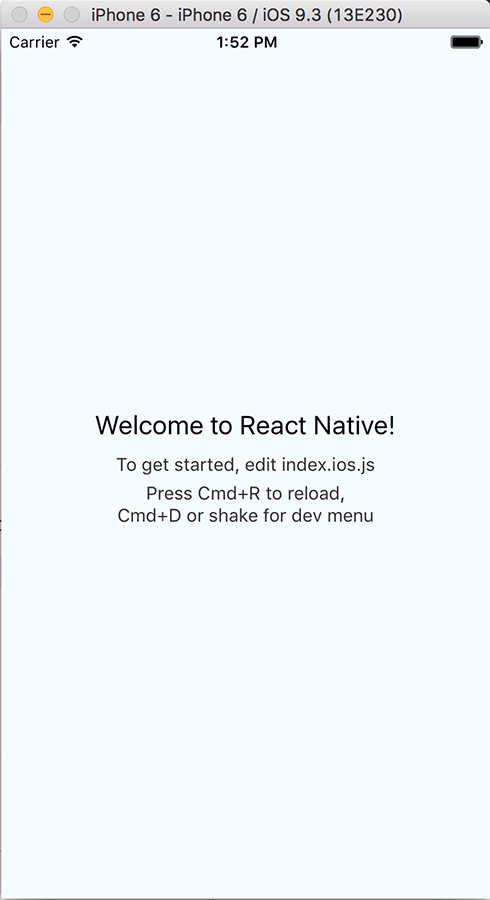 iPhone 6 - iPhone 6 / iOS 9.3 (13E230)
Carrier 1:52 PM
Welcome to React Native!
To get started, edit index.ios.js
Press Cmd+R to reload,
Cmd+D or shake for dev menu